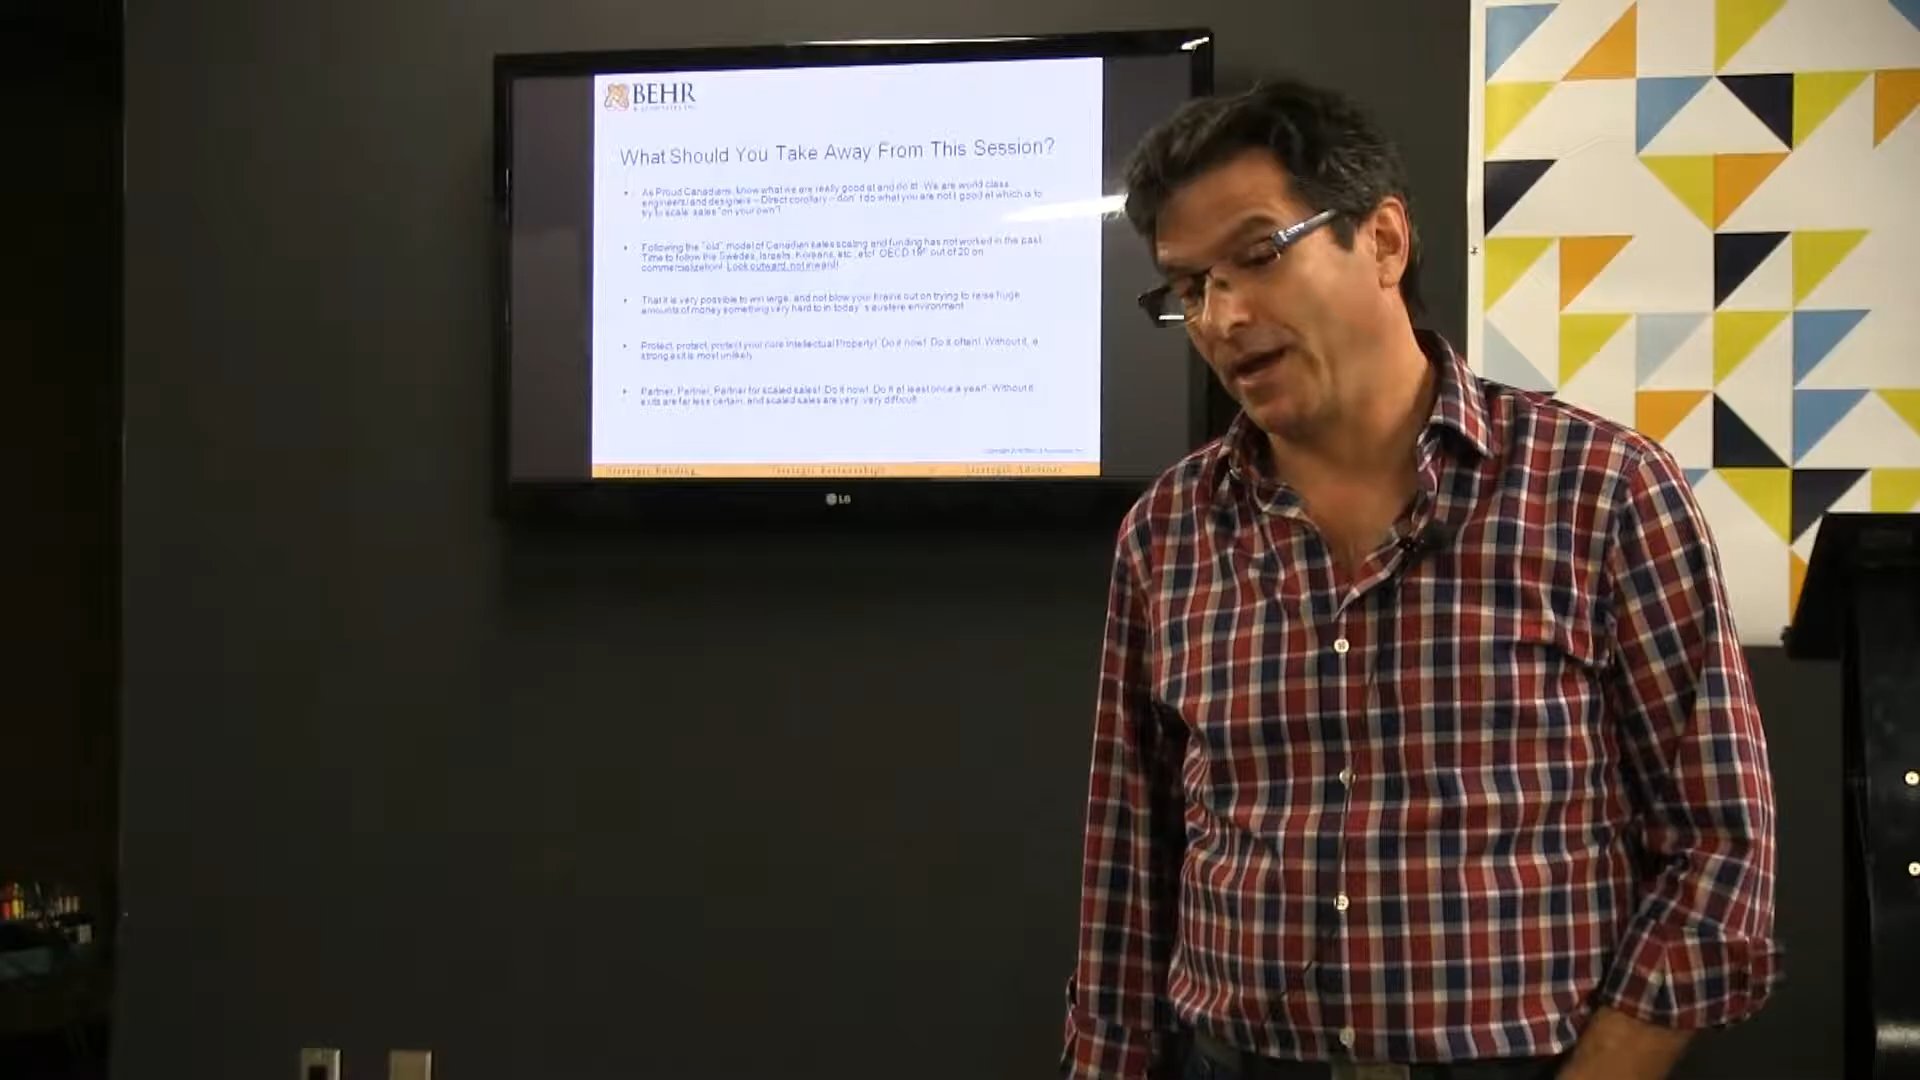 BEHR
& ASSOCIATES INC.
What Should You Take Away From This Session?
• As Proud Canadians, know what we are really good at and do it! We are world class
engineers and designers – Direct corollary – don't do what you are not good at which is to
try to scale sales "on your own"!
• Following the "old" model of Canadian sales scaling and funding has not worked in the past.
Time to follow the Swedes, Israelis, Koreans, etc., etc! OECD 19th out of 20 on
commercialization! Look outward, not inward!
• That it is very possible to win large, and not blow your brains out on trying to raise huge
amounts of money something very hard to in today's austere environment
• Protect, protect, protect your core Intellectual Property! Do it now! Do it often! Without it, a
strong exit is most unlikely
• Partner, Partner, Partner for scaled sales! Do it now! Do it at least once a year! Without it
exits are far less certain, and scaled sales are very, very difficult
Strategic Funding Strategic Partnerships Strategic Advisor
LG